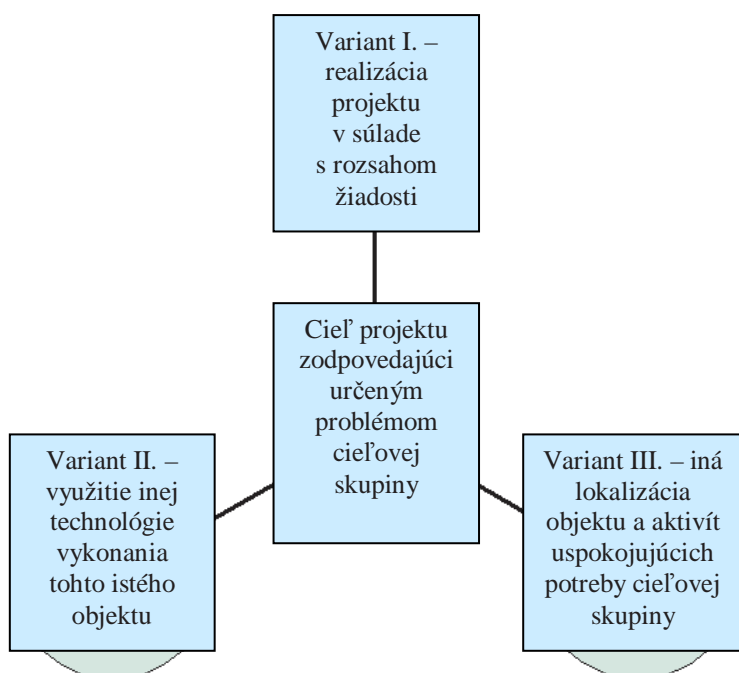 Variant I. –
realizácia
projektu
v súlade
s rozsahom
žiadosti
Cieľ projektu
zodpovedajúci
určeným
problémom
cieľovej
skupiny
Variant II. –
využitie inej
technológie
vykonania
tohto istého
objektu
Variant III. – iná
lokalizácia
objektu a aktivít
uspokojujúcich
potreby cieľovej
skupiny